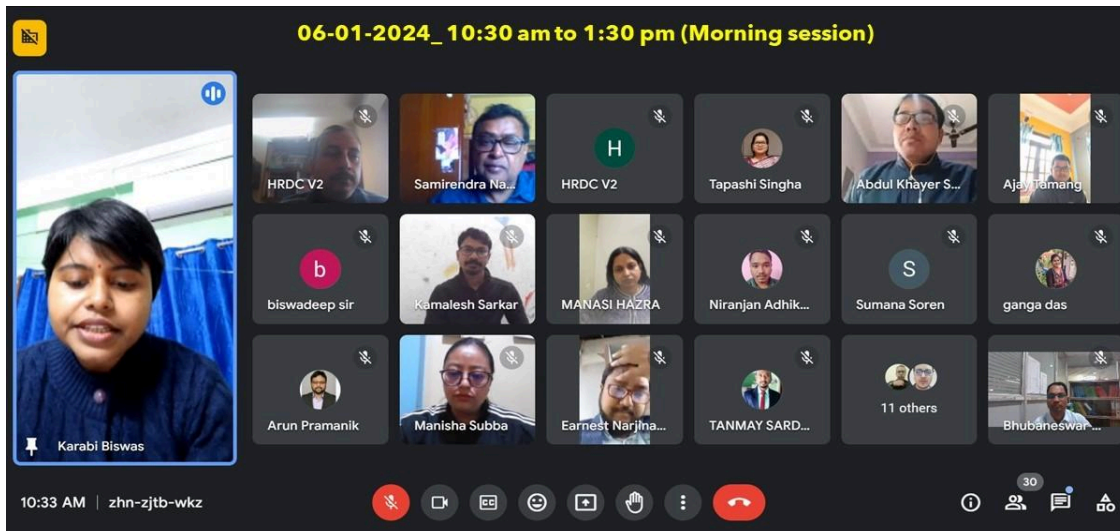 06-01-2024_ 10:30 am to 1:30 pm (Morning session)
HRDC V2
Samirendra Na...
H
HRDC V2
Tapashi Singha
Abdul Khayer S...
Ajay Tamang
b
biswadeep sir
Kamalesh Sarkar
MANASI HAZRA
Niranjan Adhik...
S
Sumana Soren
ganga das
Arun Pramanik
Manisha Subba
Earnest Narjina...
TANMAY SARD...
11 others
Bhubaneswar ...
Karabi Biswas
10:33 AM | zhn-zjtb-wkz
CC
30